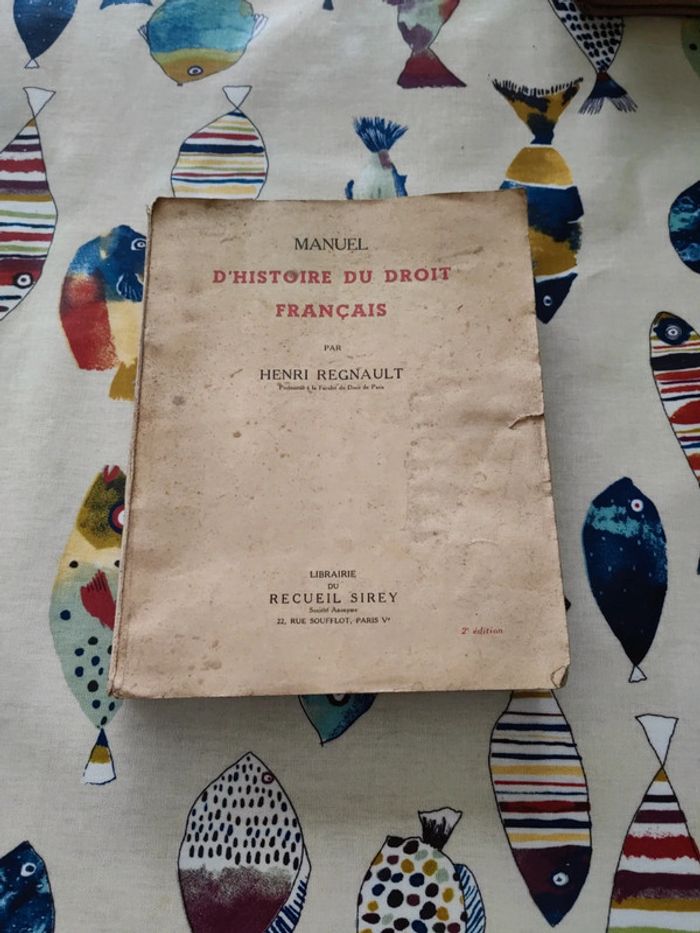 MANUEL
D'HISTOIRE DU DROIT
FRANÇAIS
PAR
HENRI REGNAULT
Professeur à la Faculté de Droit de Paris
LIBRAIRIE
DU
RECUEIL SIREY
Société Anonyme
22, RUE SOUFFLOT, PARIS Vᵉ
2ᵉ édition